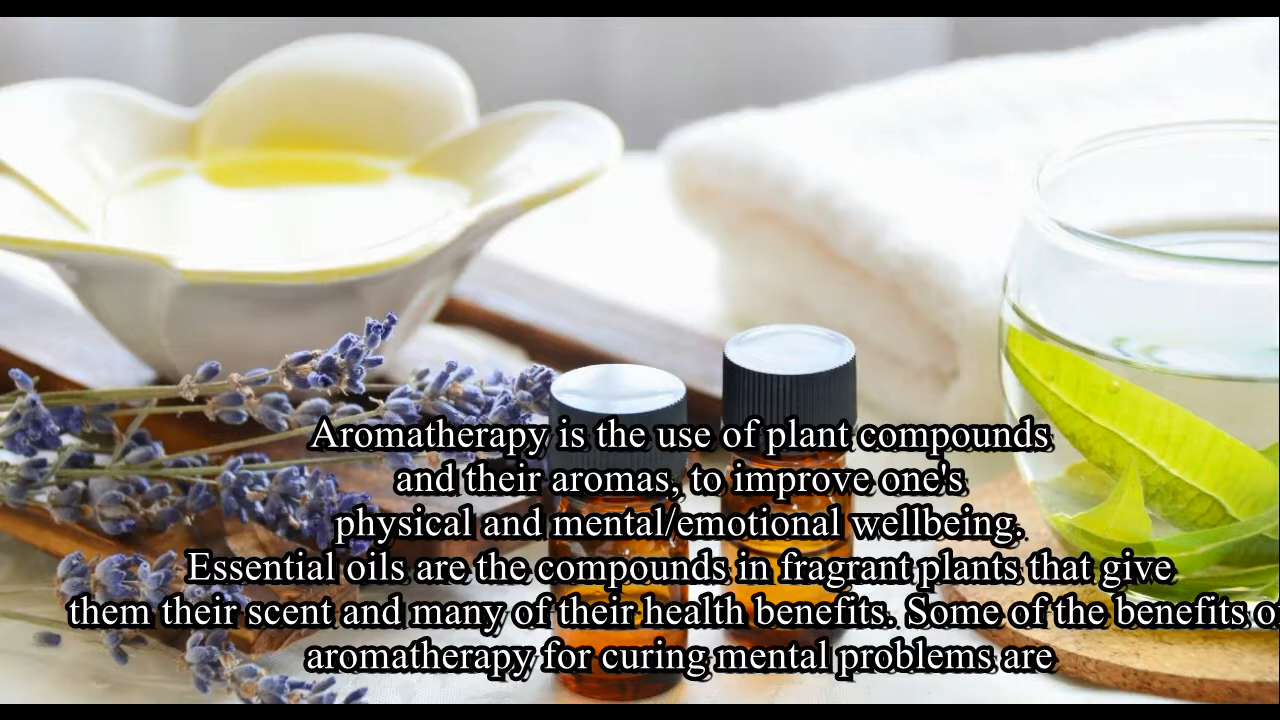 Aromatherapy is the use of plant compounds
and their aromas, to improve one's
physical and mental/emotional wellbeing.
Essential oils are the compounds in fragrant plants that give
them their scent and many of their health benefits. Some of the benefits of
aromatherapy for curing mental problems are